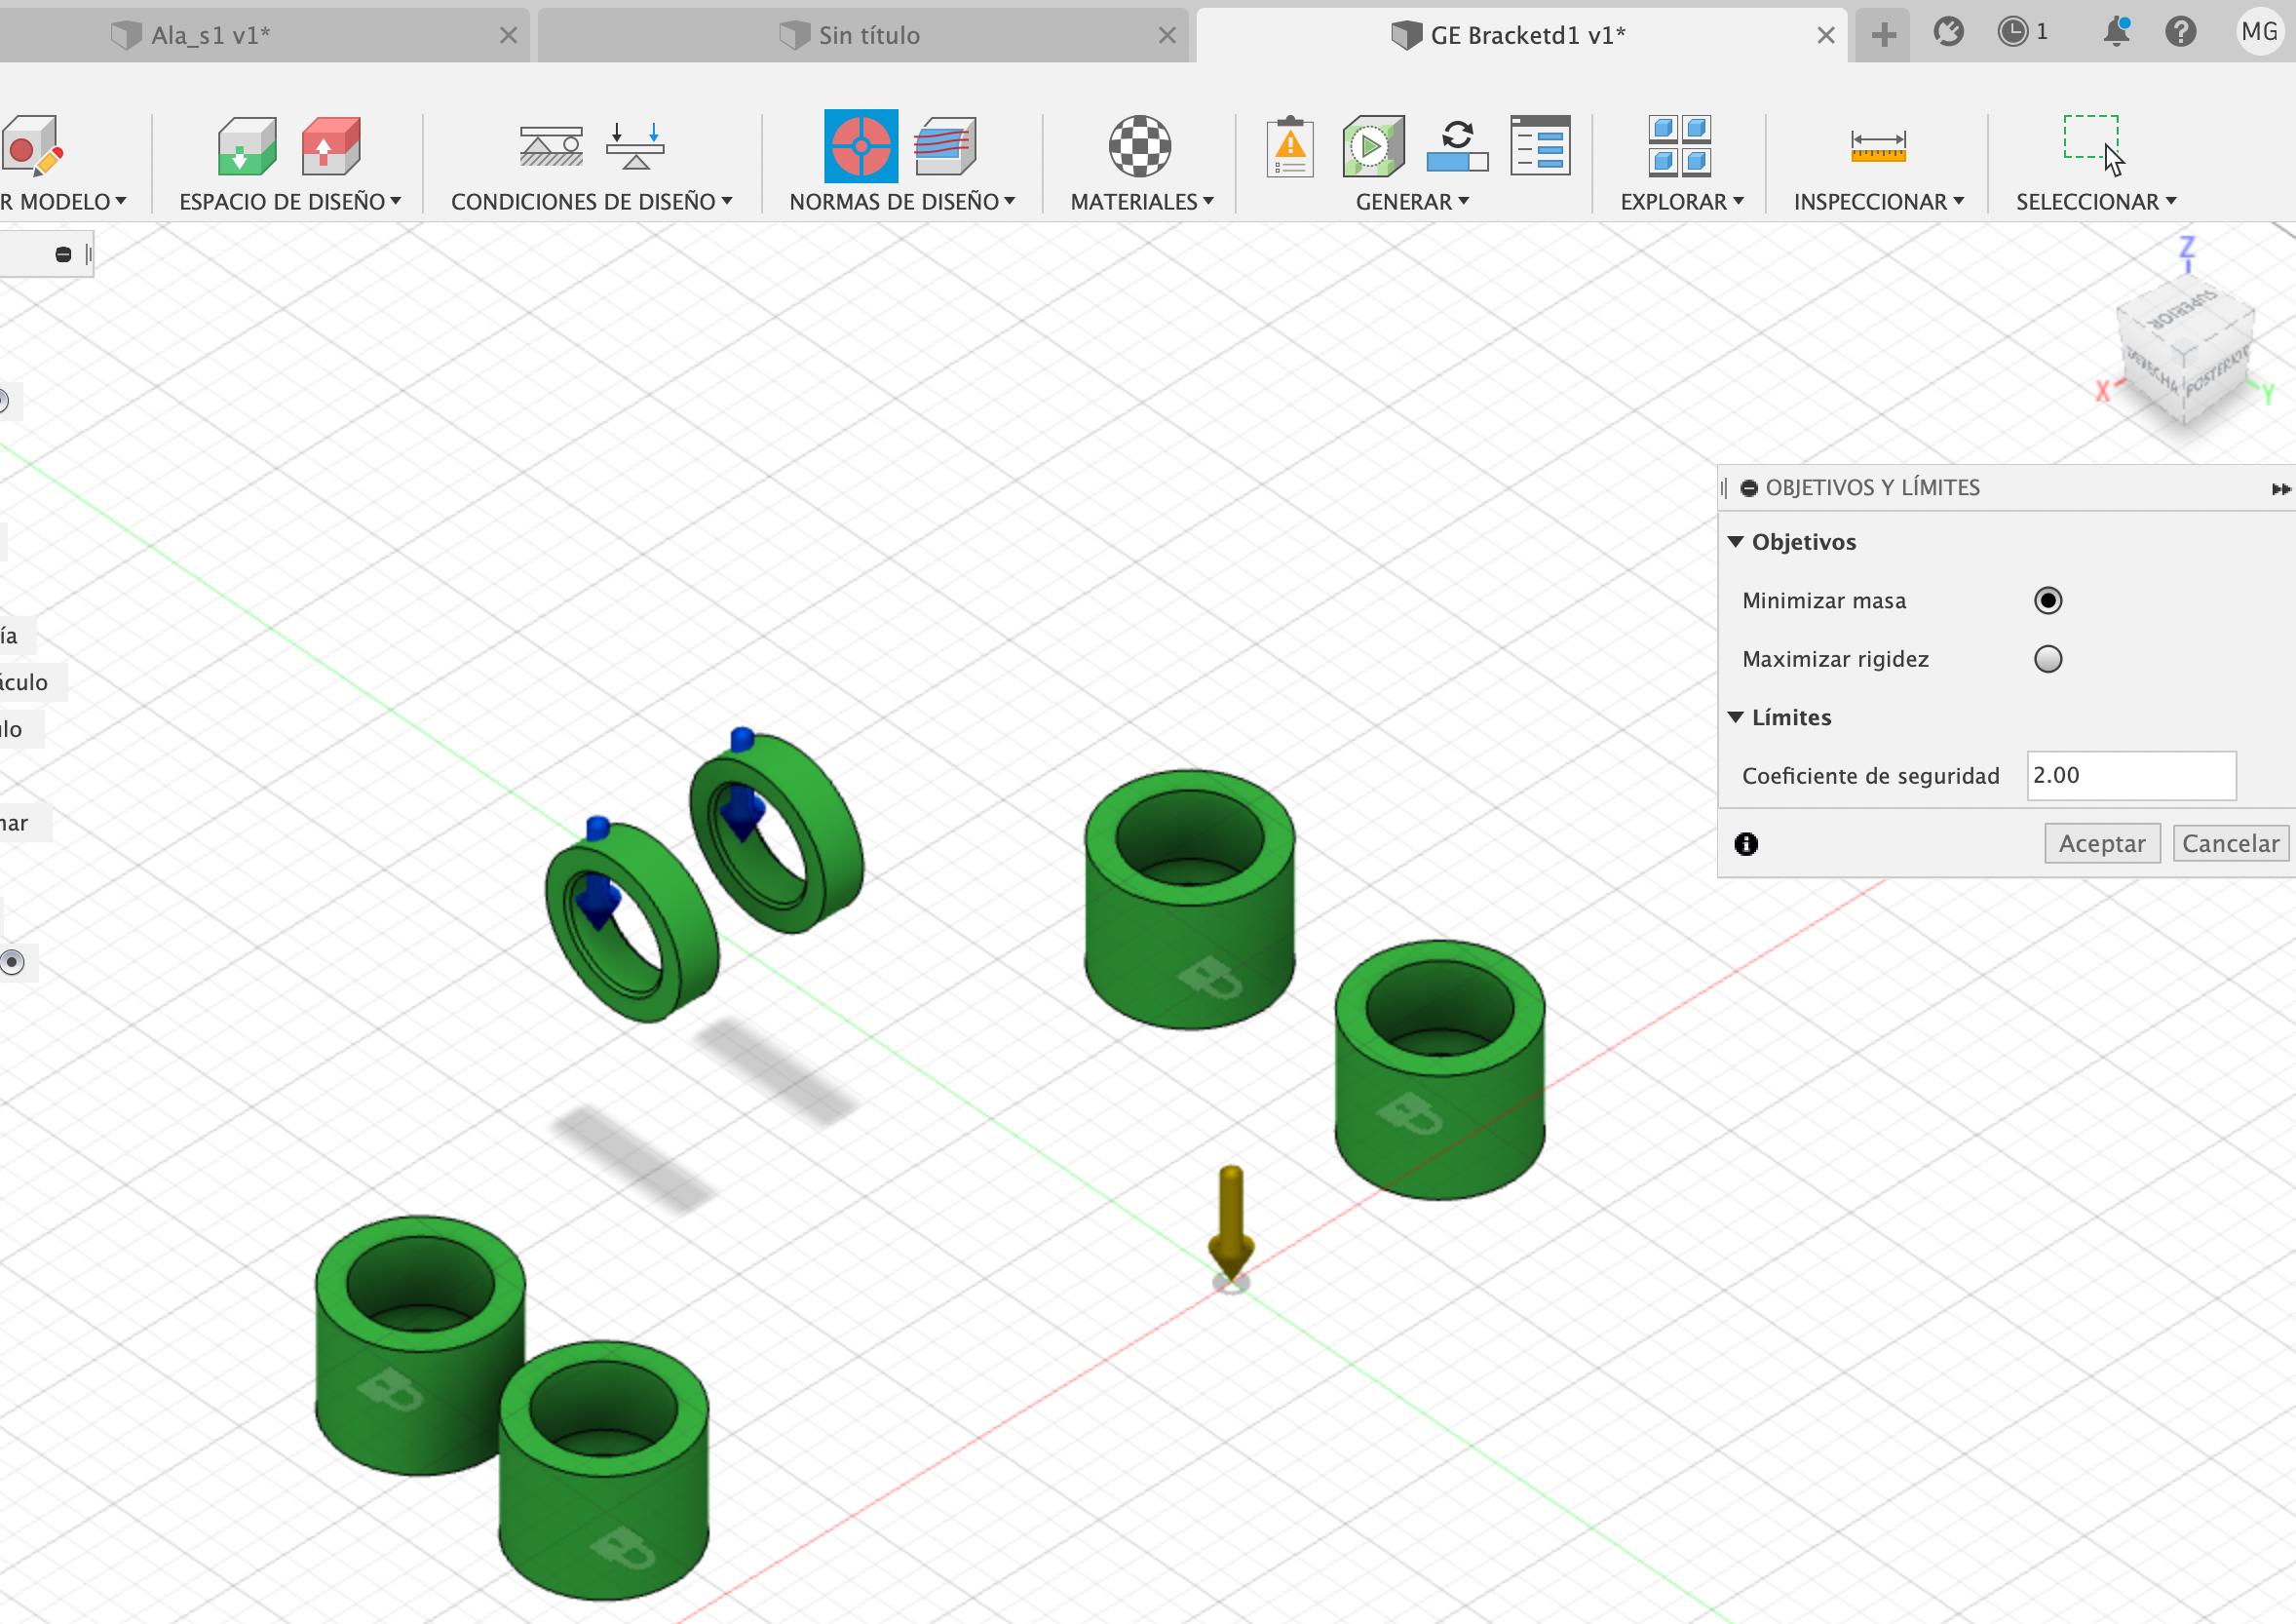 Ala_s1 v1*
Sin título
GE Bracketd1 v1*
1
MG
R MODELO
ESPACIO DE DISEÑO
CONDICIONES DE DISEÑO
NORMAS DE DISEÑO
MATERIALES
GENERAR
EXPLORAR
INSPECCIONAR
SELECCIONAR
Z
SUPERIOR
DERECHA
POSTERIOR
X
Y
OBJETIVOS Y LÍMITES
Objetivos
Minimizar masa
Maximizar rigidez
Límites
Coeficiente de seguridad
2.00
Aceptar
Cancelar
ía
áculo
ulo
nar